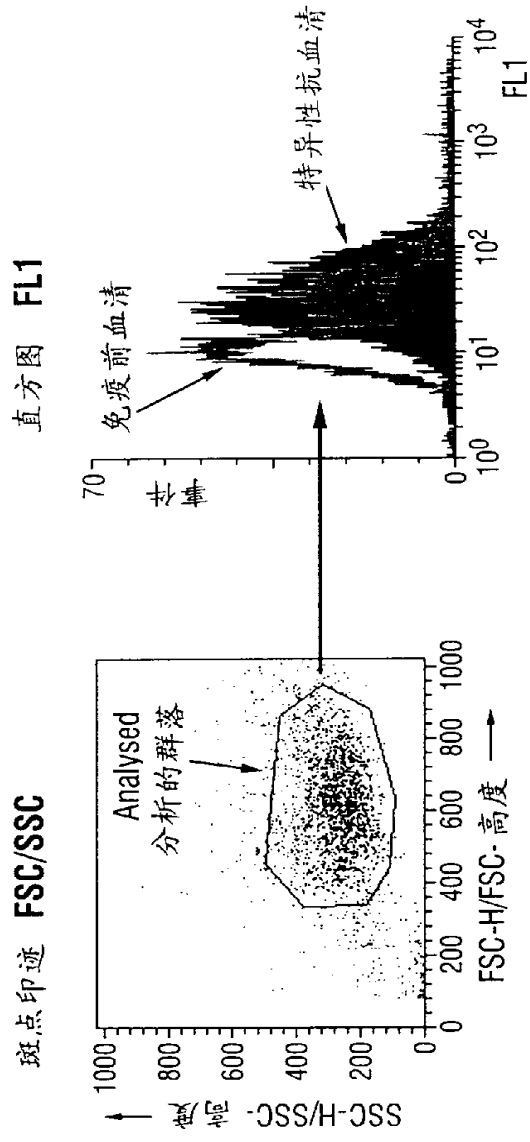 斑点印迹 FSC/SSC
1000
800
600
400
200
0
SSC-H/SSC-高度
Analysed
分析的群落
0
200
400
600
800
1000
FSC-H/FSC-高度
直方图 FL1
70
事件
0
免疫前血清
特异性抗血清
10⁰
10¹
10²
10³
10⁴
FL1